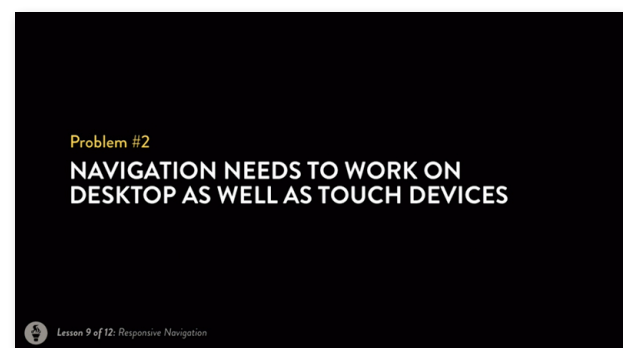 Problem #2
NAVIGATION NEEDS TO WORK ON
DESKTOP AS WELL AS TOUCH DEVICES
Lesson 9 of 12: Responsive Navigation